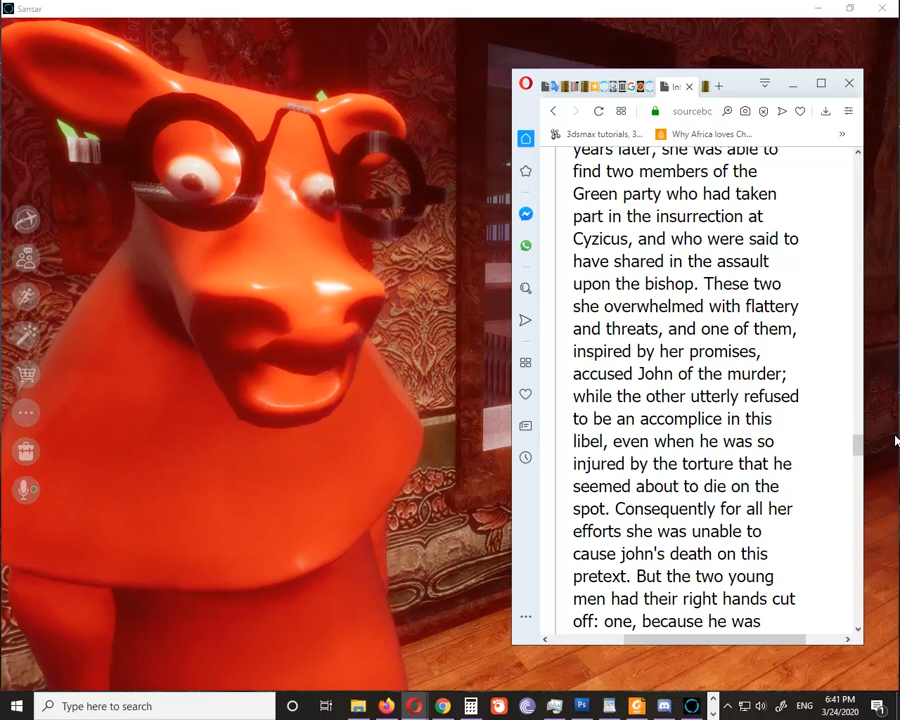 Sansar
In
sourcebc
3dsmax tutorials, 3...
Why Africa loves Ch...
»
years later, she was able to
find two members of the
Green party who had taken
part in the insurrection at
Cyzicus, and who were said to
have shared in the assault
upon the bishop. These two
she overwhelmed with flattery
and threats, and one of them,
inspired by her promises,
accused John of the murder;
while the other utterly refused
to be an accomplice in this
libel, even when he was so
injured by the torture that he
seemed about to die on the
spot. Consequently for all her
efforts she was unable to
cause john's death on this
pretext. But the two young
men had their right hands cut
off: one, because he was
Type here to search
ENG
6:41 PM
3/24/2020
1